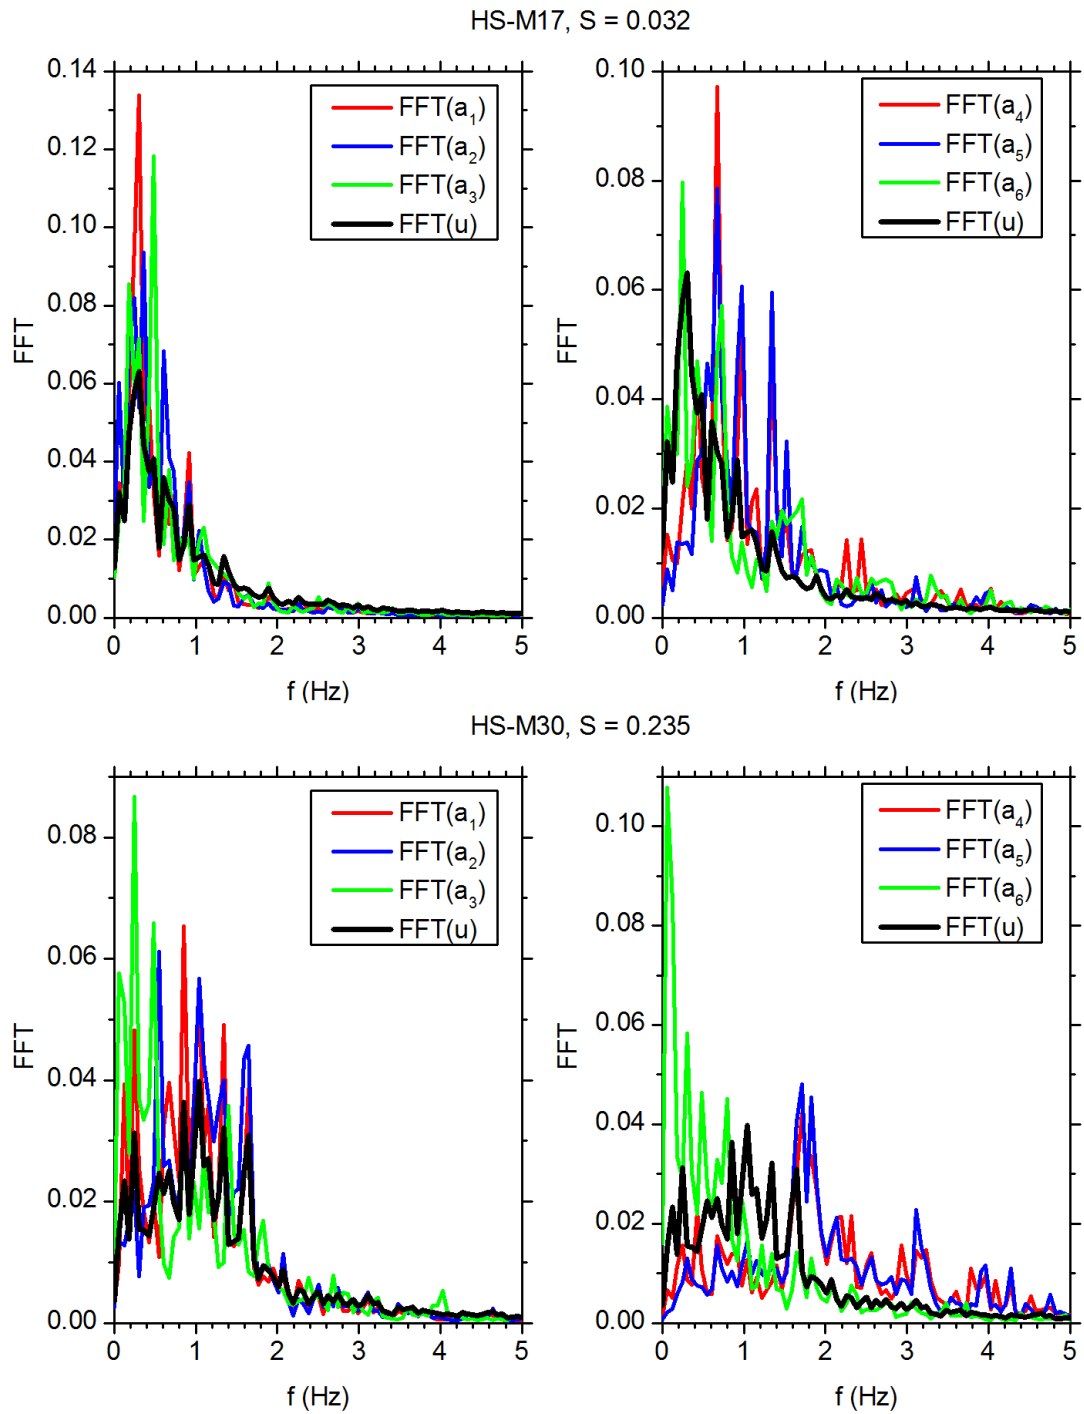 HS-M17, S = 0.032
0.14
0.12
0.10
0.08
0.06
0.04
0.02
0.00
FFT
FFT(a₁)
FFT(a₂)
FFT(a₃)
FFT(u)
0 1 2 3 4 5
f (Hz)
0.10
0.08
0.06
0.04
0.02
0.00
FFT
FFT(a₄)
FFT(a₅)
FFT(a₆)
FFT(u)
0 1 2 3 4 5
f (Hz)
HS-M30, S = 0.235
0.08
0.06
0.04
0.02
0.00
FFT
FFT(a₁)
FFT(a₂)
FFT(a₃)
FFT(u)
0 1 2 3 4 5
f (Hz)
0.10
0.08
0.06
0.04
0.02
0.00
FFT
FFT(a₄)
FFT(a₅)
FFT(a₆)
FFT(u)
0 1 2 3 4 5
f (Hz)